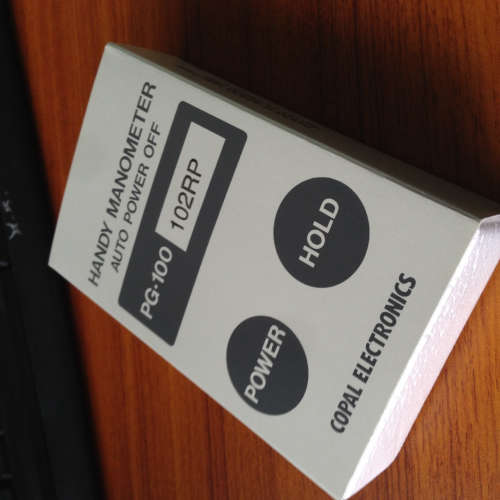 HANDY MANOMETER
AUTO POWER OFF
PG-100 102RP
POWER HOLD
COPAL ELECTRONICS